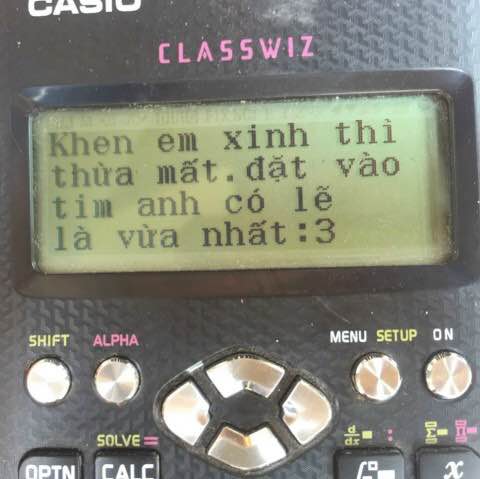 CASIO
CLASSWIZ
Khen em xinh thì
thừa mất.đặt vào
tim anh có lẽ
là vừa nhất:3
SHIFT ALPHA MENU SETUP ON
SOLVE= d/dx■ : Σ■ Π■
OPTN CALC ∫ x